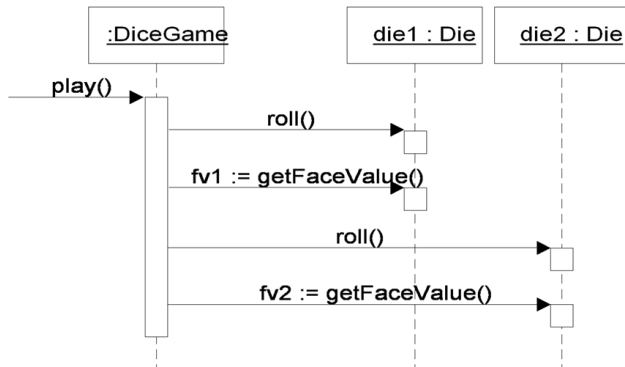 :DiceGame
die1 : Die
die2 : Die
play()
roll()
fv1 := getFaceValue()
roll()
fv2 := getFaceValue()